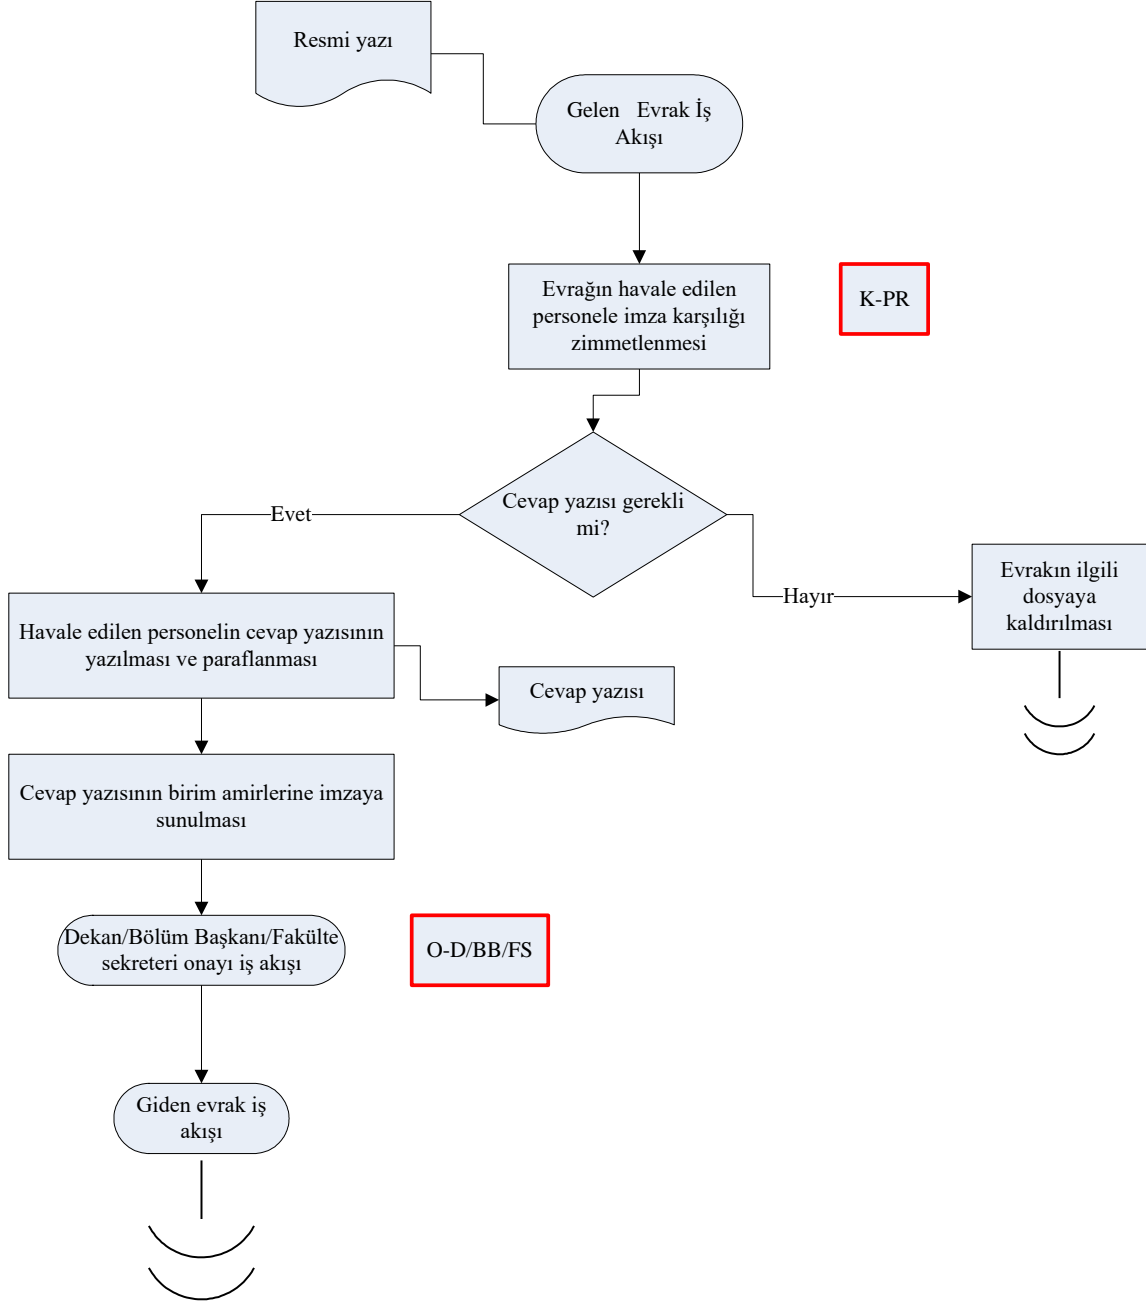 Resmi yazı
Gelen Evrak İş
Akışı
Evrağın havale edilen
personele imza karşılığı
zimmetlenmesi
K-PR
Cevap yazısı gerekli
mi?
Evet
Hayır
Evrakın ilgili
dosyaya
kaldırılması
Havale edilen personelin cevap yazısının
yazılması ve paraflanması
Cevap yazısı
Cevap yazısının birim amirlerine imzaya
sunulması
Dekan/Bölüm Başkanı/Fakülte
sekreteri onayı iş akışı
O-D/BB/FS
Giden evrak iş
akışı